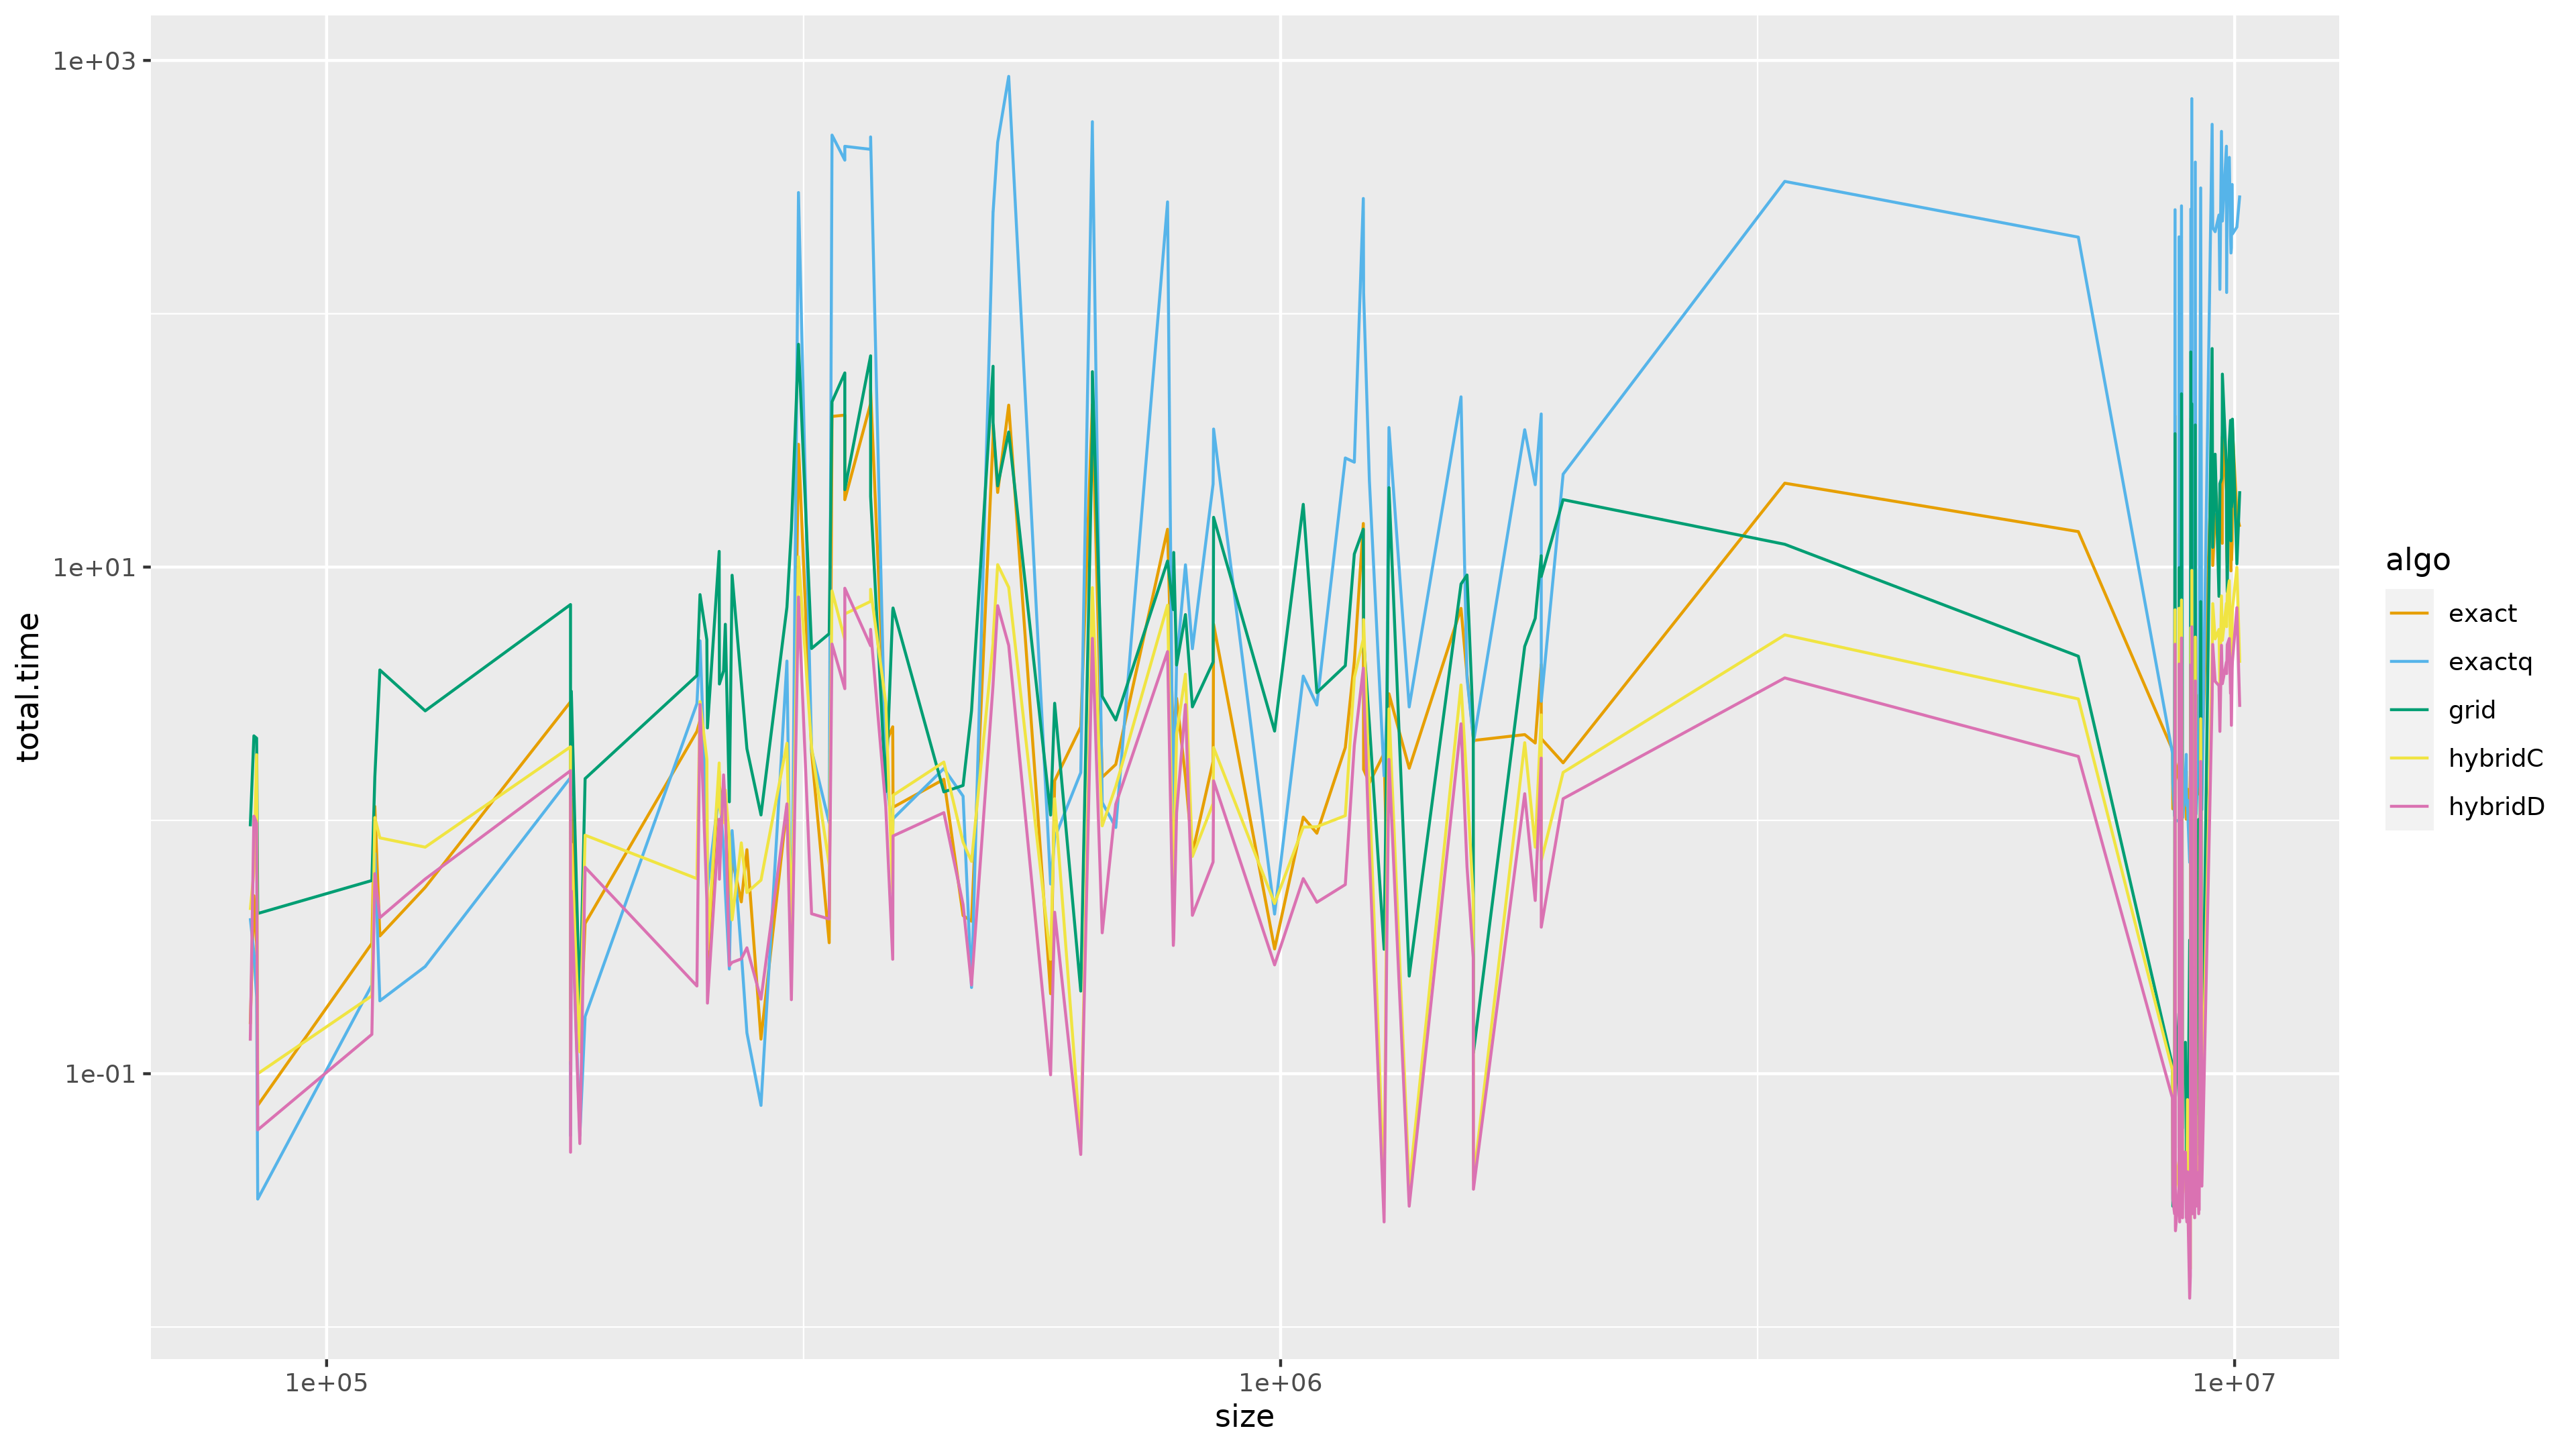 1e+03
1e+01
1e-01
total.time
1e+05
1e+06
1e+07
size
algo
exact
exactq
grid
hybridC
hybridD